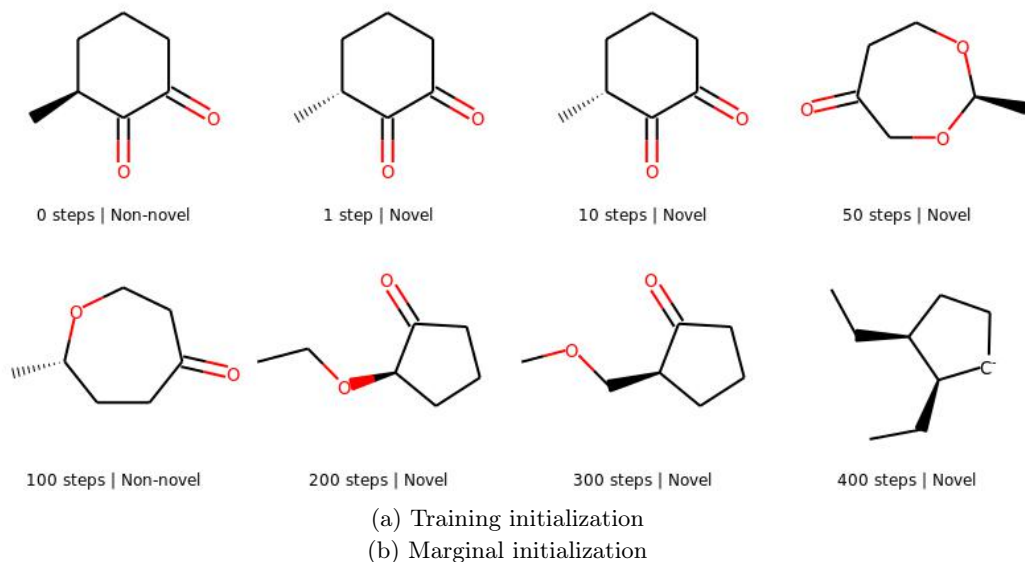 O
O
O
O
O
O
0 steps | Non-novel
1 step | Novel
10 steps | Novel
O
O
O
50 steps | Novel
O
O
100 steps | Non-novel
O
O
200 steps | Novel
O
O
300 steps | Novel
C-
400 steps | Novel
(a) Training initialization
(b) Marginal initialization